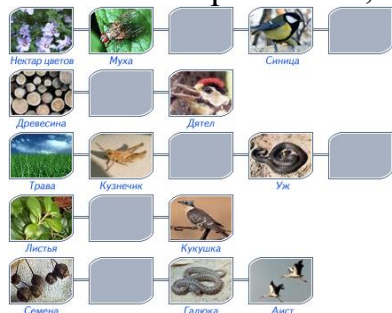 Нектар цветов Муха Синица
Древесина Дятел
Трава Кузнечик Уж
Листья Кукушка
Семена Гадюка Аист